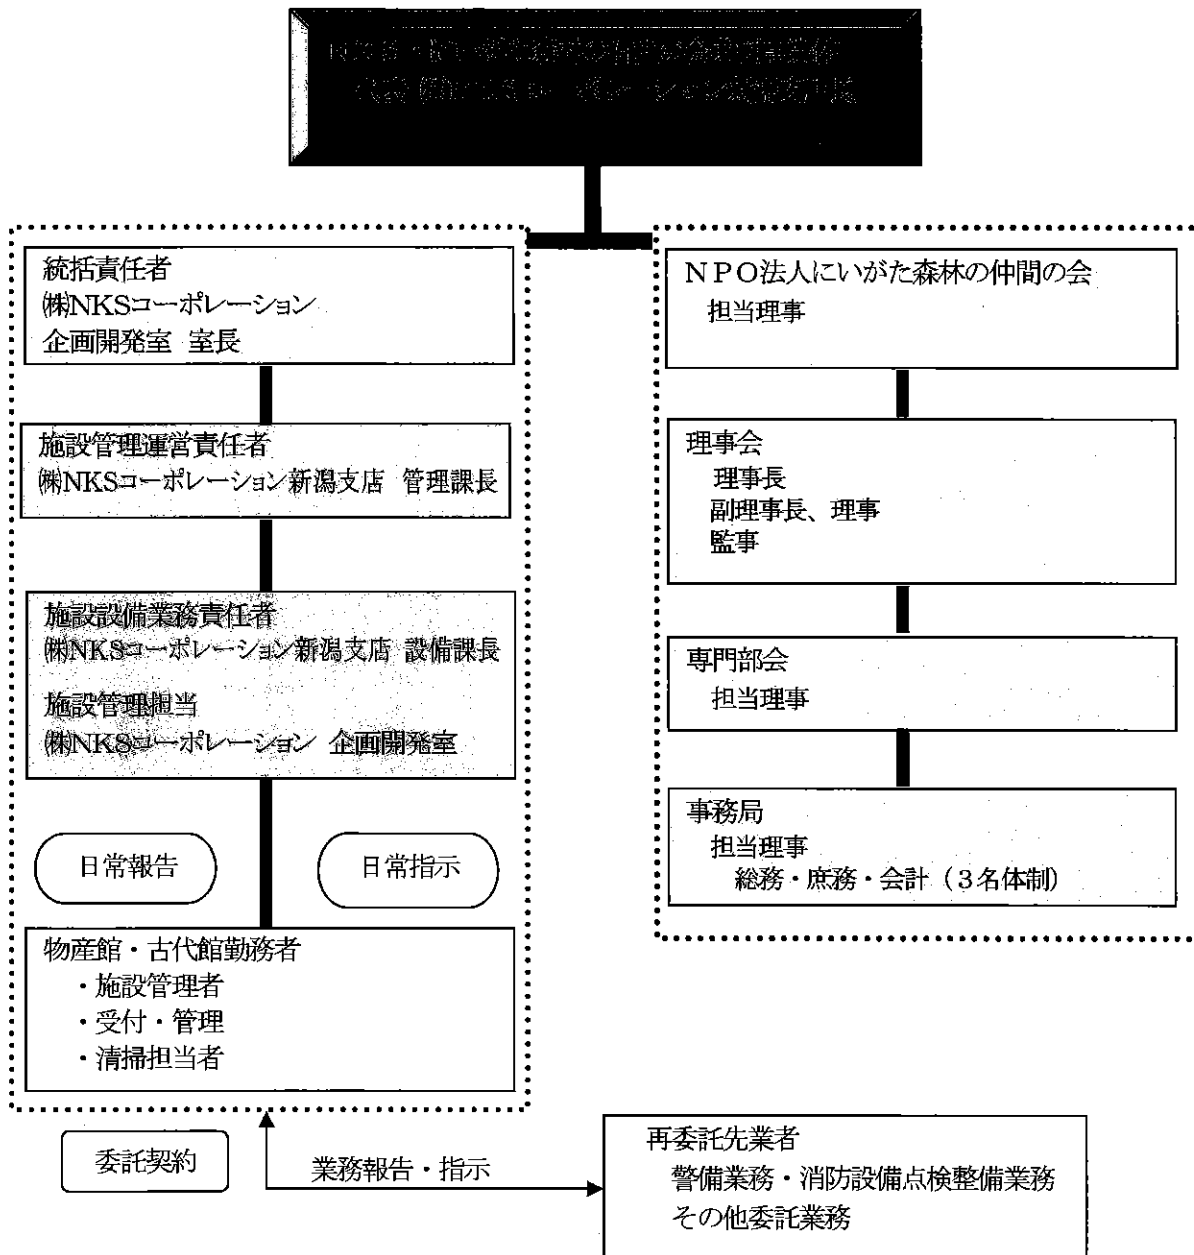 統括責任者
㈱NKSコーポレーション
企画開発室 室長
施設管理運営責任者
㈱NKSコーポレーション新潟支店 管理課長
施設設備業務責任者
㈱NKSコーポレーション新潟支店 設備課長
施設管理担当
㈱NKSコーポレーション 企画開発室
日常報告
日常指示
物産館・古代館勤務者
・施設管理者
・受付・管理
・清掃担当者
NPO法人にいがた森林の仲間の会
担当理事
理事会
理事長
副理事長、理事
監事
専門部会
担当理事
事務局
担当理事
総務・庶務・会計（３名体制）
委託契約
業務報告・指示
再委託先業者
警備業務・消防設備点検整備業務
その他委託業務